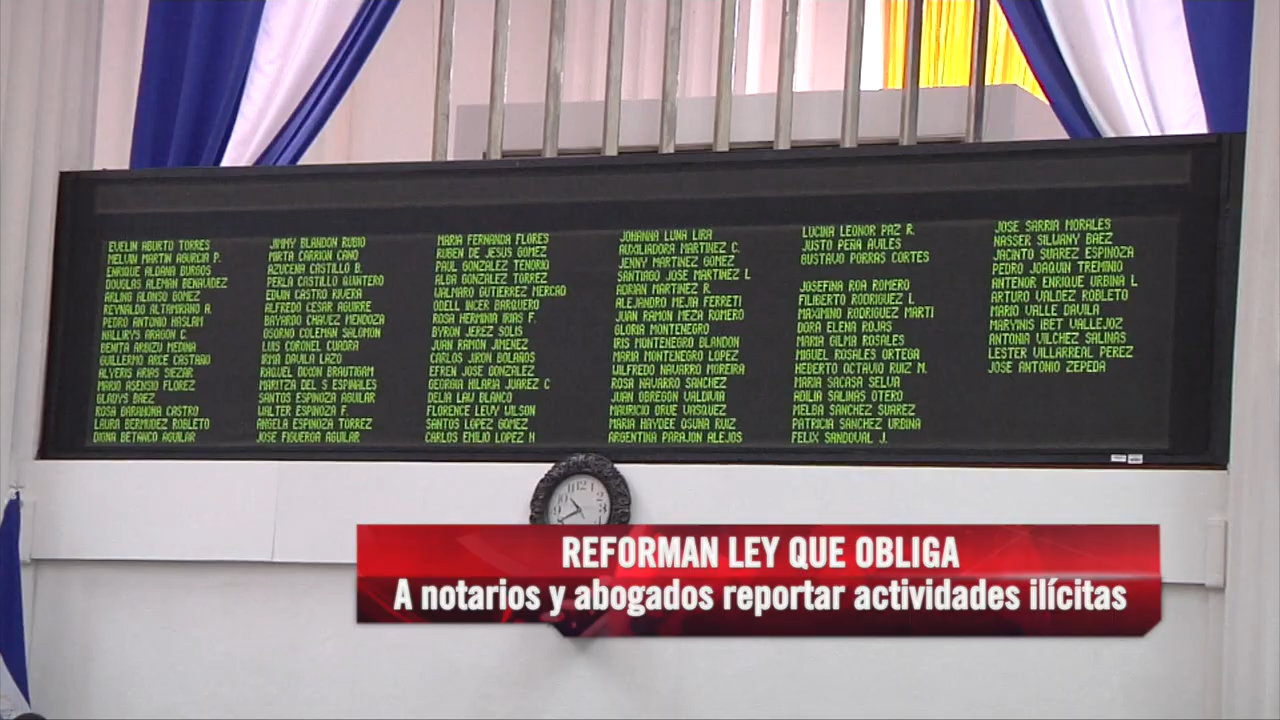 EVELIN ABURTO TORRES
MELVIN MARTIN AGURCIA P.
ENRIQUE ALDANA BURGOS
DOUGLAS ALEMAN BENAVIDEZ
ARLING ALONSO GOMEZ
REYNALDO ALTAMIRANO A.
PEDRO ANTONIO HASLAM
KALLIRYS ARAGON C.
BENITA ARBIZU MEDINA
GUILLERMO ARCE CASTAÑO
ALYERIS ARIAS SIEZAR
MARIO ASENSIO FLOREZ
GLADYS BAEZ
ROSA BARAHONA CASTRO
LAURA BERMUDEZ ROBLETO
DIGNA BETANCO AGUILAR
JIMMY BLANDON RUBIO
MIRTA CARRION CANO
AZUCENA CASTILLO B.
PERLA CASTILLO QUINTERO
EDWIN CASTRO RIVERA
ALFREDO CESAR AGUIRRE
BAYARDO CHAVEZ MENDOZA
OSORNO COLEMAN SALOMON
LUIS CORONEL CUADRA
IRMA DAVILA LAZO
RAQUEL DIXON BRAUTIGAM
MARITZA DEL S ESPINALES
SANTOS ESPINOZA AGUILAR
WALTER ESPINOZA F.
ANGELA ESPINOZA TORREZ
JOSE FIGUEROA AGUILAR
MARIA FERNANDA FLORES
RUBEN DE JESUS GOMEZ
PAUL GONZALEZ TENORIO
ALBA GONZALEZ TORREZ
WALMARO GUTIERREZ MERCAD
ODELL INCER BARQUERO
ROSA HERMINIA IRIAS F.
BYRON JEREZ SOLIS
JUAN RAMON JIMENEZ
CARLOS JIRON BOLAÑOS
EFREN JOSE GONZALEZ
GEORGIA HILARIA JUAREZ C
DELIA LAW BLANCO
FLORENCE LEVY WILSON
SANTOS LOPEZ GOMEZ
CARLOS EMILIO LOPEZ H
JOHANNA LUNA LIRA
AUXILIADORA MARTINEZ C.
JENNY MARTINEZ GOMEZ
SANTIAGO JOSE MARTINEZ L
ADRIAN MARTINEZ R.
ALEJANDRO MEJIA FERRETI
JUAN RAMON MEZA ROMERO
GLORIA MONTENEGRO
IRIS MONTENEGRO BLANDON
MARIA MONTENEGRO LOPEZ
WILFREDO NAVARRO MOREIRA
ROSA NAVARRO SANCHEZ
JUAN OBREGON VALDIVIA
MAURICIO ORUE VASQUEZ
MARIA HAYDEE OSUNA RUIZ
ARGENTINA PARAJON ALEJOS
LUCINA LEONOR PAZ R.
JUSTO PEÑA AVILES
GUSTAVO PORRAS CORTES
JOSEFINA ROA ROMERO
FILIBERTO RODRIGUEZ L
MAXIMINO RODRIGUEZ MARTI
DORA ELENA ROJAS
MARIA GILMA ROSALES
MIGUEL ROSALES ORTEGA
HEBERTO OCTAVIO RUIZ M.
MARIA SACASA SELVA
ADILIA SALINAS OTERO
MELBA SANCHEZ SUAREZ
PATRICIA SANCHEZ URBINA
FELIX SANDOVAL J.
JOSE SARRIA MORALES
NASSER SILWANY BAEZ
JACINTO SUAREZ ESPINOZA
PEDRO JOAQUIN TREMINIO
ANTENOR ENRIQUE URBINA L
ARTURO VALDEZ ROBLETO
MARIO VALLE DAVILA
MARYINIS IBET VALLEJOZ
ANTONIA VILCHEZ SALINAS
LESTER VILLARREAL PEREZ
JOSE ANTONIO ZEPEDA
REFORMAN LEY QUE OBLIGA
A notarios y abogados reportar actividades ilícitas